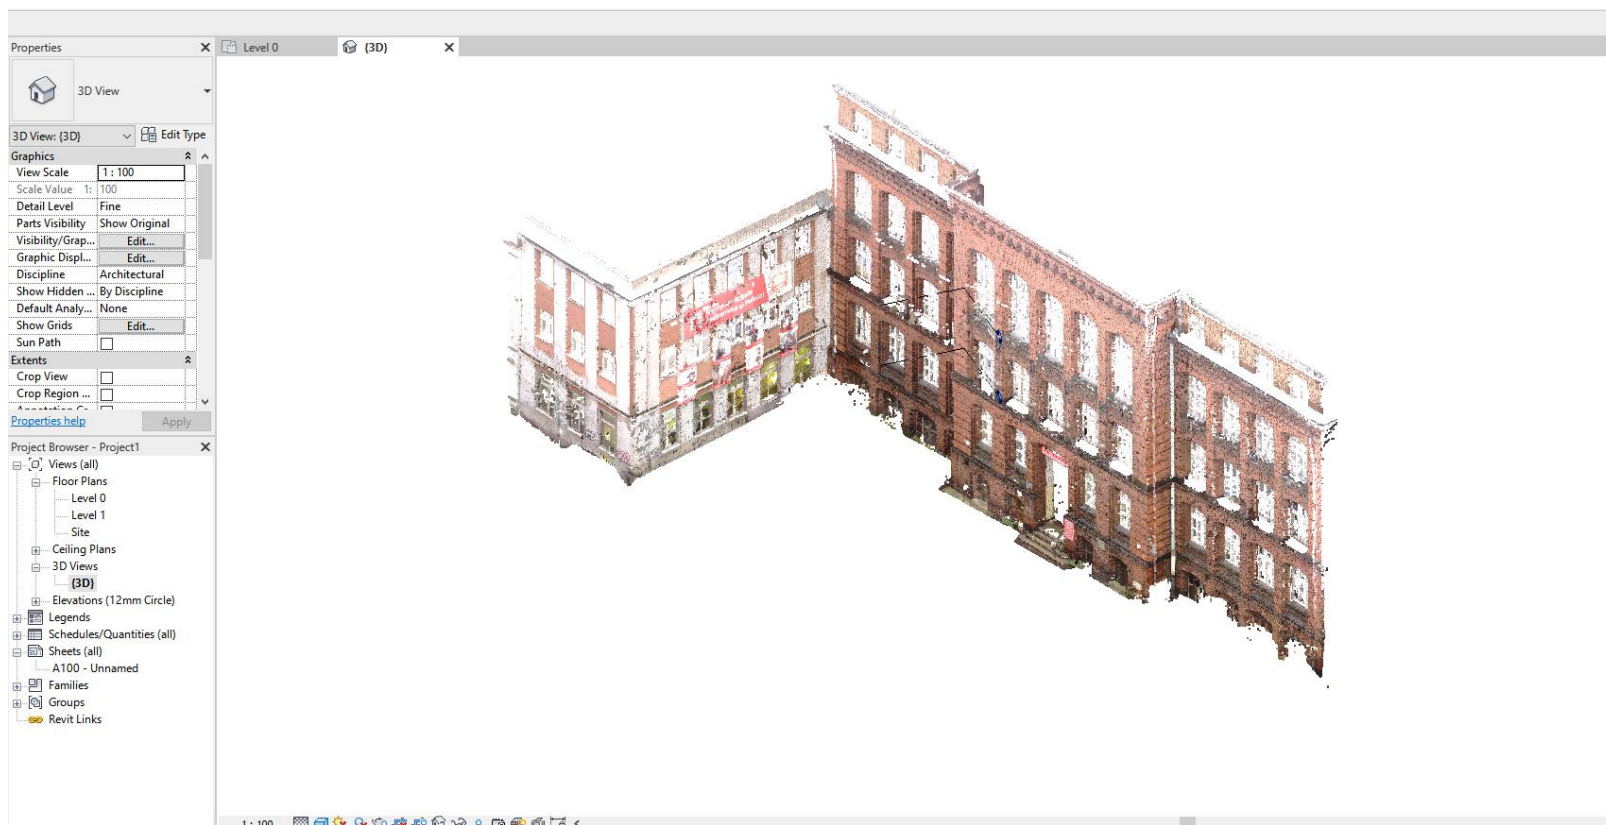 Properties
Level 0
{3D}
3D View
3D View: {3D}
Edit Type
Graphics
View Scale 1 : 100
Scale Value 1: 100
Detail Level Fine
Parts Visibility Show Original
Visibility/Grap... Edit...
Graphic Displ... Edit...
Discipline Architectural
Show Hidden ... By Discipline
Default Analy... None
Show Grids Edit...
Sun Path
Extents
Crop View
Crop Region ...
Properties help
Apply
Project Browser - Project1
Views (all)
Floor Plans
Level 0
Level 1
Site
Ceiling Plans
3D Views
{3D}
Elevations (12mm Circle)
Legends
Schedules/Quantities (all)
Sheets (all)
A100 - Unnamed
Families
Groups
Revit Links
1 : 100